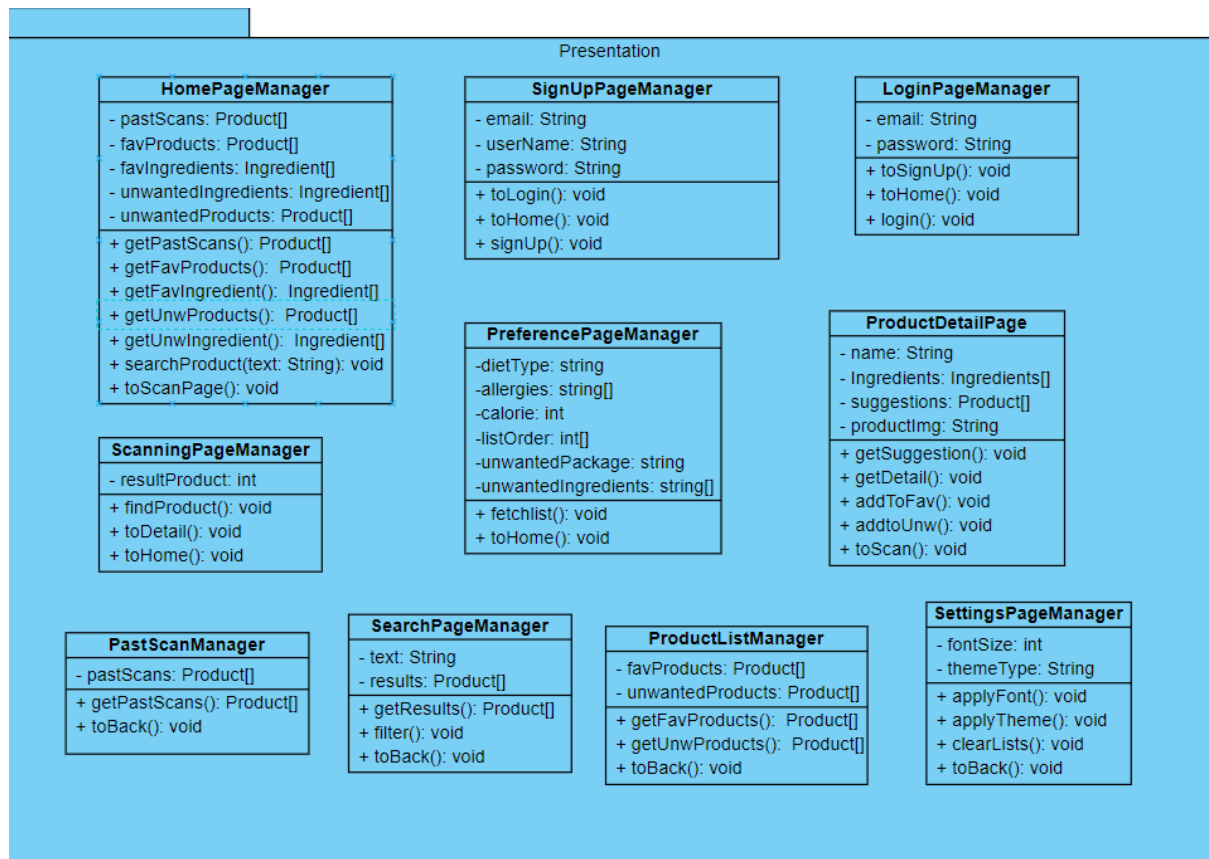 Presentation
HomePageManager
- pastScans: Product[]
- favProducts: Product[]
- favIngredients: Ingredient[]
- unwantedIngredients: Ingredient[]
- unwantedProducts: Product[]
+ getPastScans(): Product[]
+ getFavProducts():  Product[]
+ getFavIngredient():  Ingredient[]
+ getUnwProducts():  Product[]
+ getUnwIngredient():  Ingredient[]
+ searchProduct(text: String): void
+ toScanPage(): void
SignUpPageManager
- email: String
- userName: String
- password: String
+ toLogin(): void
+ toHome(): void
+ signUp(): void
LoginPageManager
- email: String
- password: String
+ toSignUp(): void
+ toHome(): void
+ login(): void
PreferencePageManager
-dietType: string
-allergies: string[]
-calorie: int
-listOrder: int[]
-unwantedPackage: string
-unwantedIngredients: string[]
+ fetchlist(): void
+ toHome(): void
ProductDetailPage
- name: String
- Ingredients: Ingredients[]
- suggestions: Product[]
- productImg: String
+ getSuggestion(): void
+ getDetail(): void
+ addToFav(): void
+ addtoUnw(): void
+ toScan(): void
ScanningPageManager
- resultProduct: int
+ findProduct(): void
+ toDetail(): void
+ toHome(): void
PastScanManager
- pastScans: Product[]
+ getPastScans(): Product[]
+ toBack(): void
SearchPageManager
- text: String
- results: Product[]
+ getResults(): Product[]
+ filter(): void
+ toBack(): void
ProductListManager
- favProducts: Product[]
- unwantedProducts: Product[]
+ getFavProducts():  Product[]
+ getUnwProducts():  Product[]
+ toBack(): void
SettingsPageManager
- fontSize: int
- themeType: String
+ applyFont(): void
+ applyTheme(): void
+ clearLists(): void
+ toBack(): void